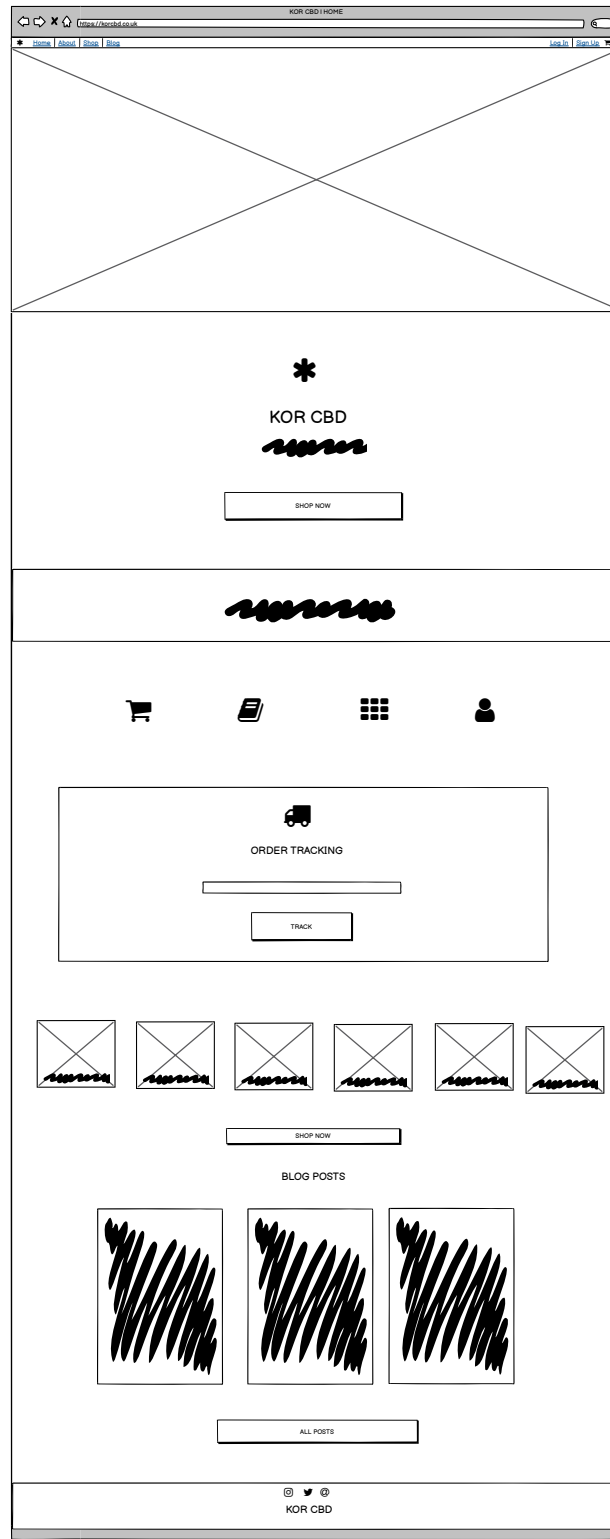 KOR CBD | HOME
https://korcbd.co.uk
Home About Shop Blog Log In Sign Up
KOR CBD
SHOP NOW
ORDER TRACKING
TRACK
SHOP NOW
BLOG POSTS
ALL POSTS
KOR CBD